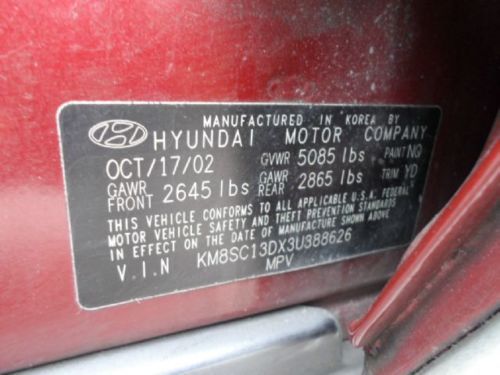 MANUFACTURED IN KOREA BY
HYUNDAI MOTOR COMPANY
OCT/17/02 GVWR 5085 lbs PAINT NG
GAWR FRONT 2645 lbs GAWR REAR 2865 lbs TRIM YD
THIS VEHICLE CONFORMS TO ALL APPLICABLE U.S.A. FEDERAL
MOTOR VEHICLE SAFETY AND THEFT PREVENTION STANDARDS
IN EFFECT ON THE DATE OF MANUFACTURE SHOWN ABOVE
V.I.N KM8SC13DX3U388626
MPV